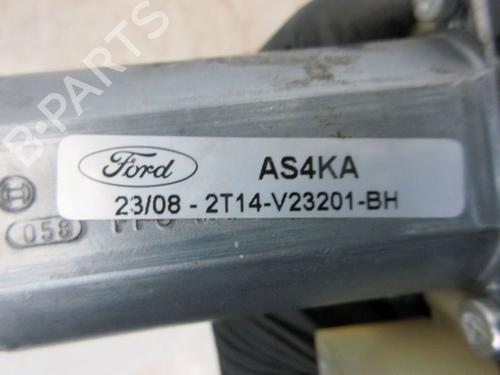 B-PARTS
Ford AS4KA
23/08 - 2T14-V23201-BH
058